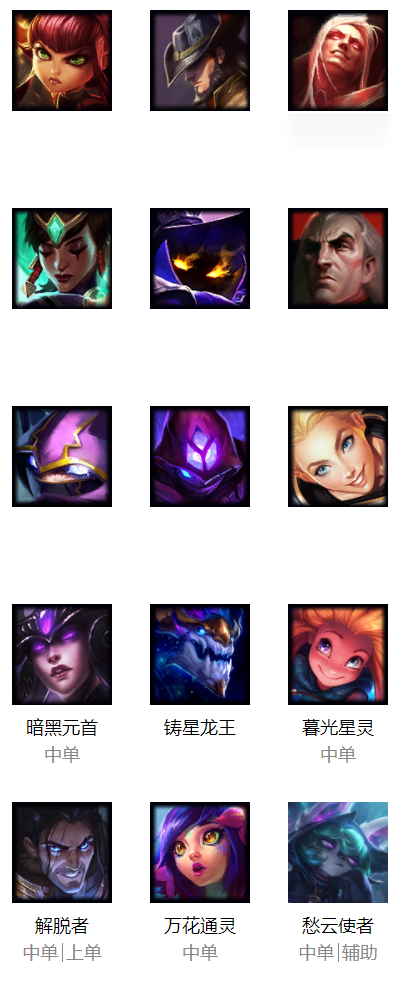 暗黑元首
铸星龙王
暮光星灵
中单
中单
解脱者
万花通灵
愁云使者
中单|上单
中单
中单|辅助